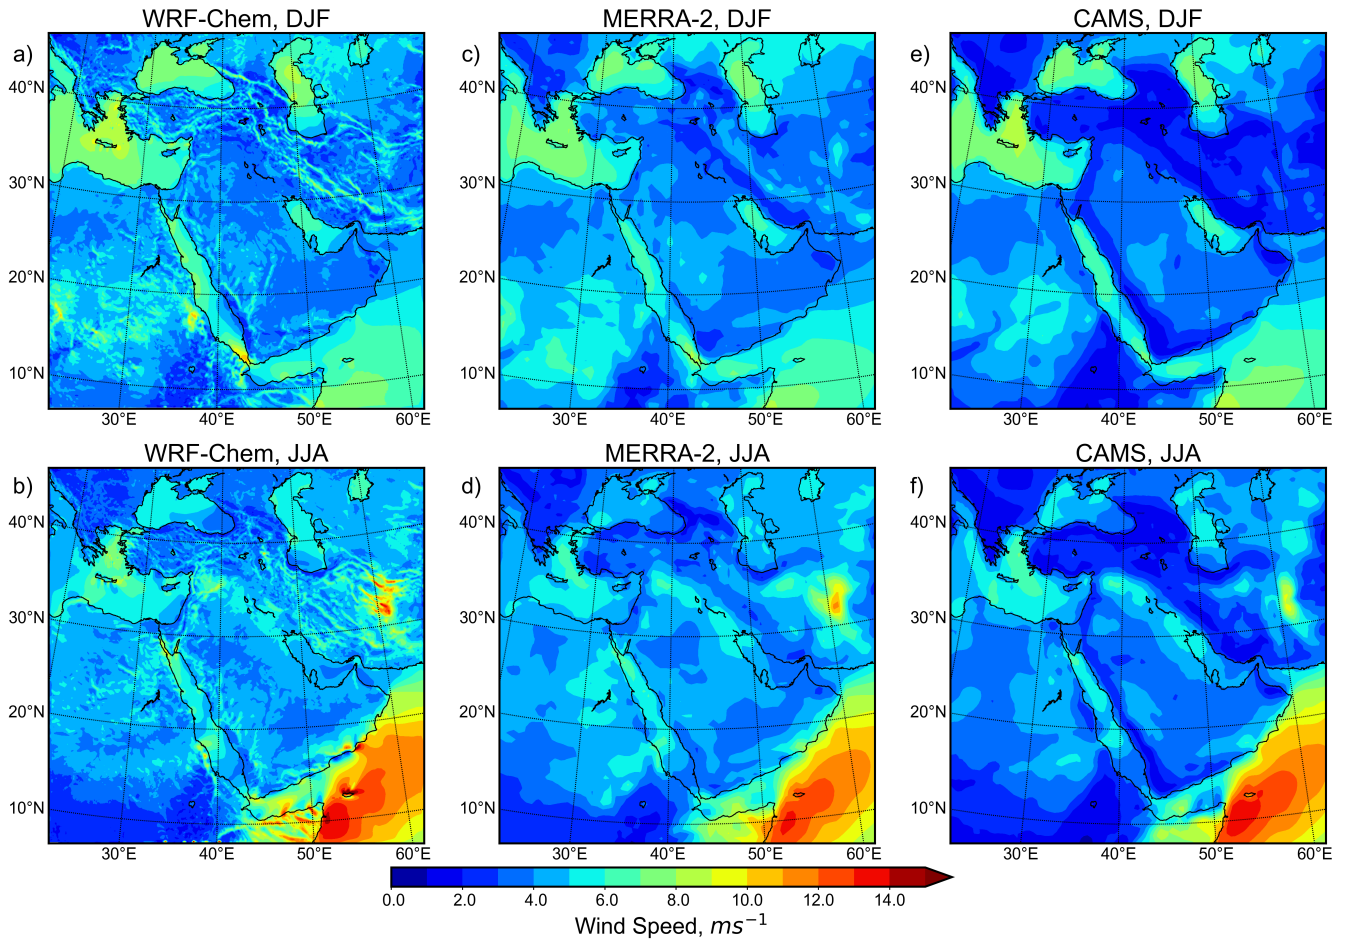 WRF-Chem, DJF
MERRA-2, DJF
CAMS, DJF
a)
c)
e)
40°N
40°N
40°N
30°N
30°N
30°N
20°N
20°N
20°N
10°N
10°N
10°N
30°E
40°E
50°E
60°E
30°E
40°E
50°E
60°E
30°E
40°E
50°E
60°E
WRF-Chem, JJA
MERRA-2, JJA
CAMS, JJA
b)
d)
f)
40°N
40°N
40°N
30°N
30°N
30°N
20°N
20°N
20°N
10°N
10°N
10°N
30°E
40°E
50°E
60°E
30°E
40°E
50°E
60°E
30°E
40°E
50°E
60°E
0.0 2.0 4.0 6.0 8.0 10.0 12.0 14.0
Wind Speed, ms⁻¹